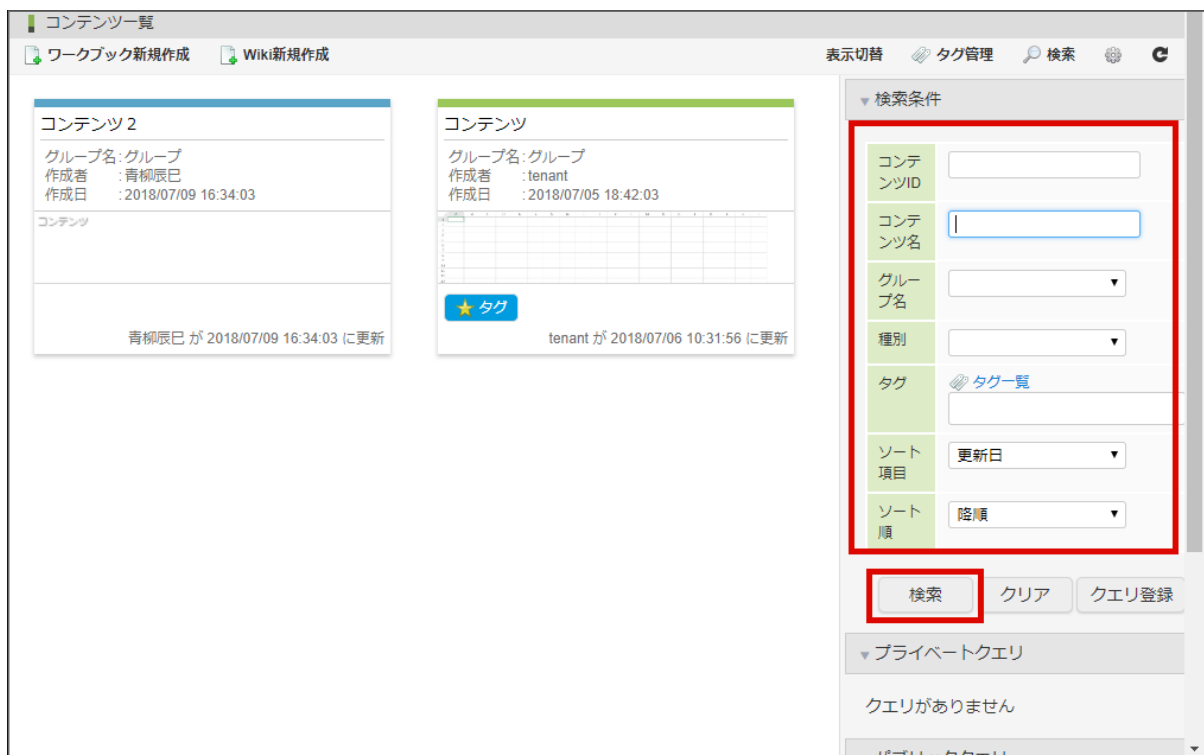 コンテンツ一覧
ワークブック新規作成 Wiki新規作成 表示切替 タグ管理 検索
コンテンツ 2
グループ名:グループ
作成者 :青柳辰巳
作成日 :2018/07/09 16:34:03
コンテンツ
青柳辰巳 が 2018/07/09 16:34:03 に更新
コンテンツ
グループ名:グループ
作成者 :tenant
作成日 :2018/07/05 18:42:03
タグ
tenant が 2018/07/06 10:31:56 に更新
検索条件
コンテ
ンツID
コンテ
ンツ名
グルー
プ名
種別
タグ タグ一覧
ソート
項目 更新日
ソート
順 降順
検索 クリア クエリ登録
プライベートクエリ
クエリがありません